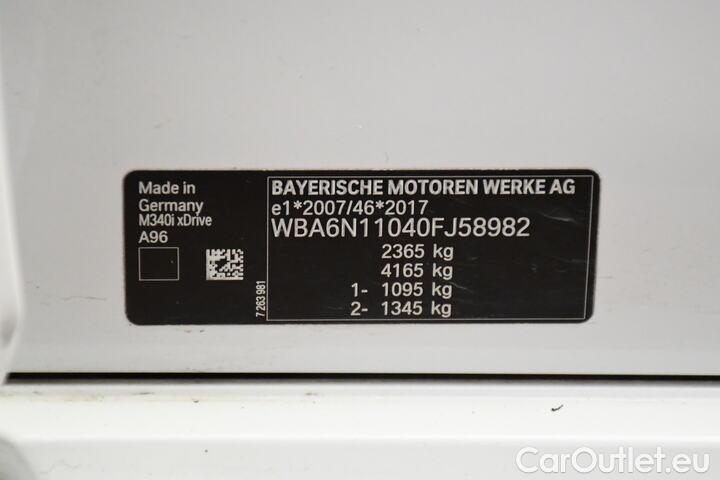 Made in
Germany
M340i xDrive
A96
7 263 981
BAYERISCHE MOTOREN WERKE AG
e1*2007/46*2017
WBA6N11040FJ58982
2365 kg
4165 kg
1- 1095 kg
2- 1345 kg
CarOutlet.eu